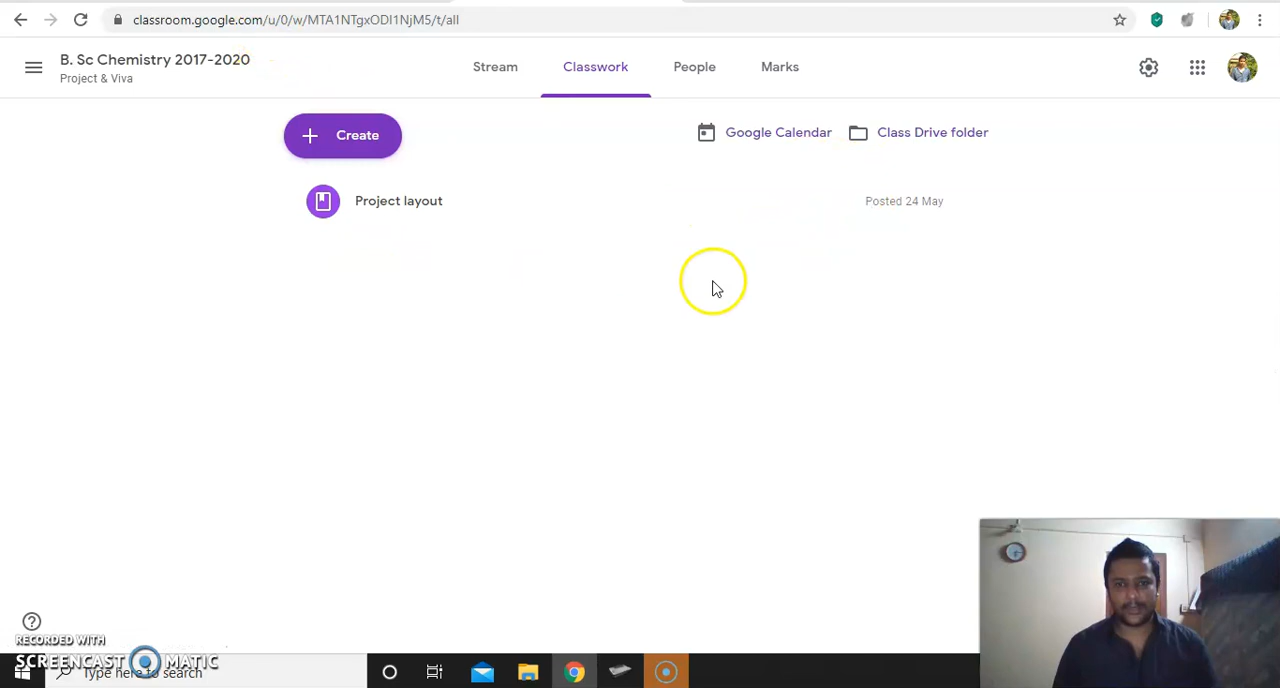 classroom.google.com/u/0/w/MTA1NTgxODI1NjM5/t/all
B. Sc Chemistry 2017-2020
Project & Viva
Stream
Classwork
People
Marks
Create
Google Calendar
Class Drive folder
Project layout
Posted 24 May
RECORDED WITH
SCREENCAST MATIC
Type here to search